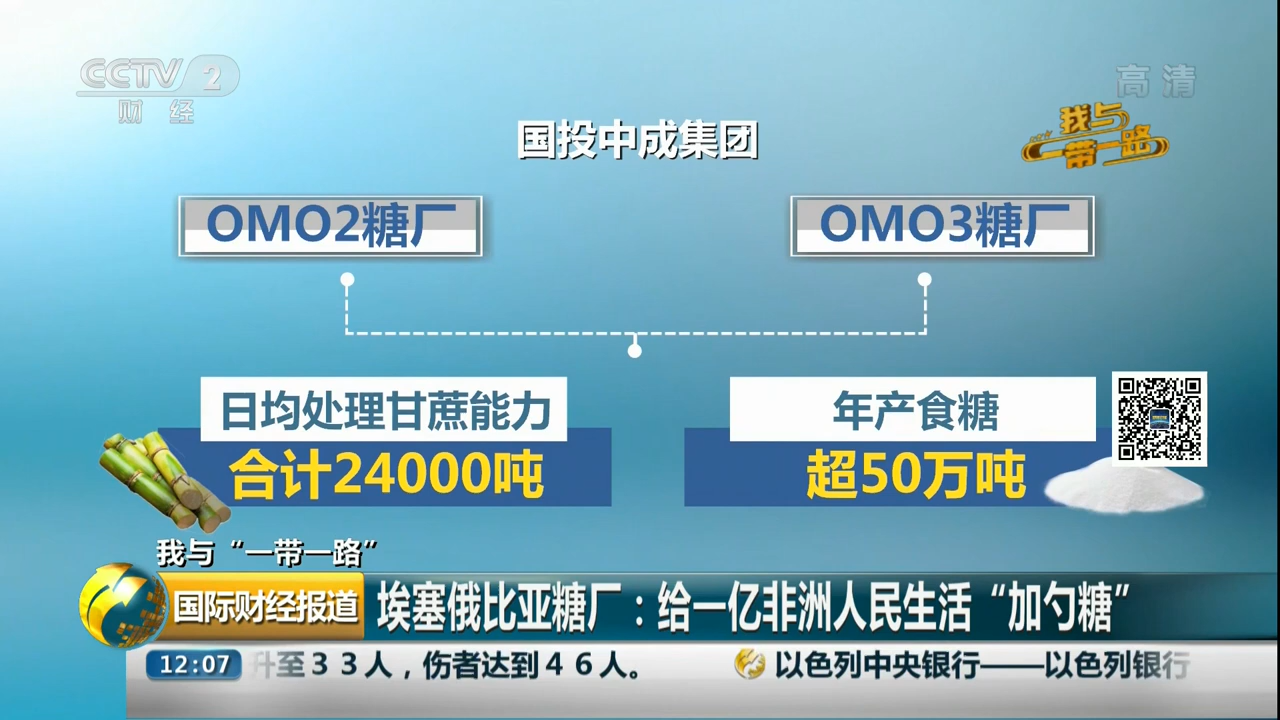 CCTV 2
财经
高清
我与
一带一路
国投中成集团
OMO2糖厂
OMO3糖厂
日均处理甘蔗能力
合计24000吨
年产食糖
超50万吨
我与“一带一路”
国际财经报道
埃塞俄比亚糖厂：给一亿非洲人民生活“加勺糖”
12:07
升至33人，伤者达到46人。
以色列中央银行——以色列银行